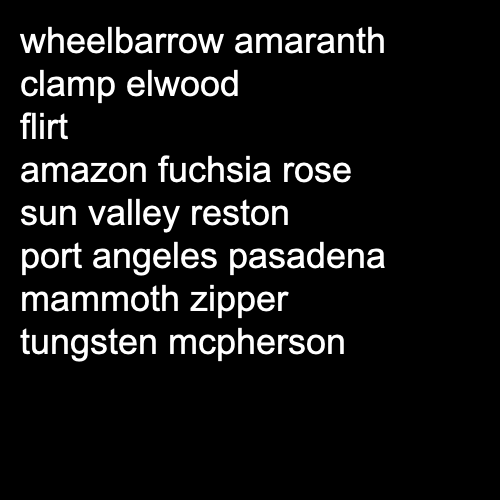 wheelbarrow amaranth
clamp elwood
flirt
amazon fuchsia rose
sun valley reston
port angeles pasadena
mammoth zipper
tungsten mcpherson